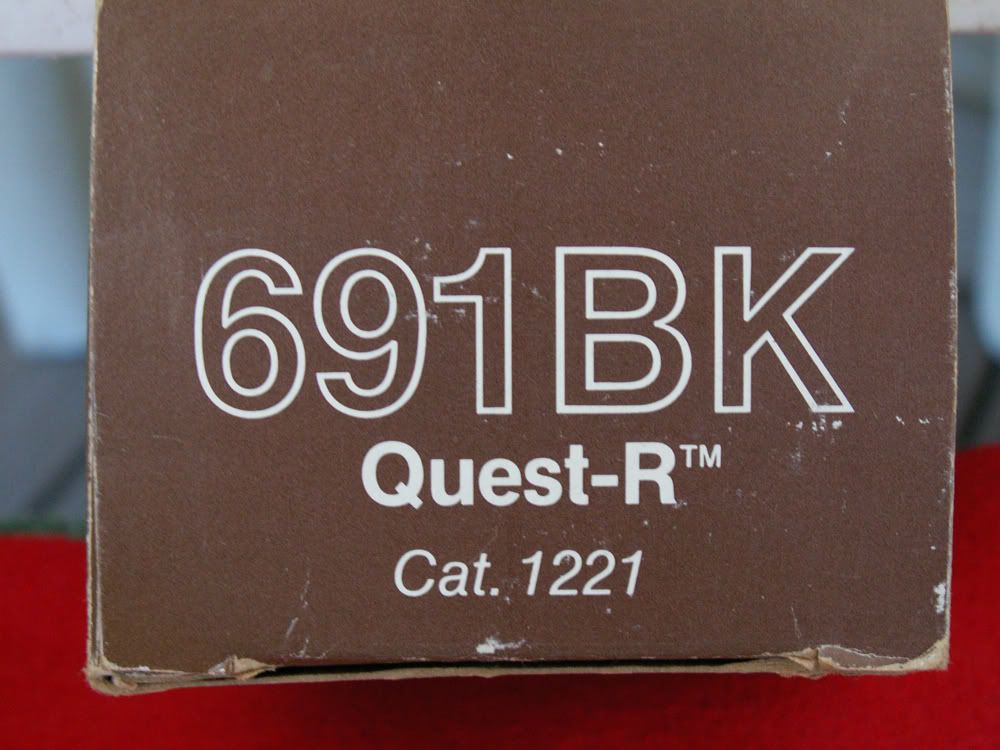 691BK
Quest-R™
Cat. 1221